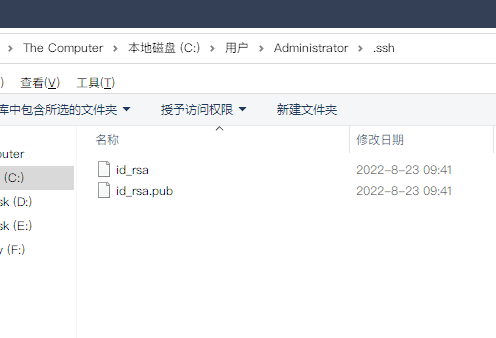 The Computer 本地磁盘 (C:) 用户 Administrator .ssh
) 查看(V) 工具(T)
库中包含所选的文件夹 授予访问权限 新建文件夹
名称 修改日期
puter
(C:)
sk (D:)
sk (E:)
y (F:)
id_rsa 2022-8-23 09:41
id_rsa.pub 2022-8-23 09:41